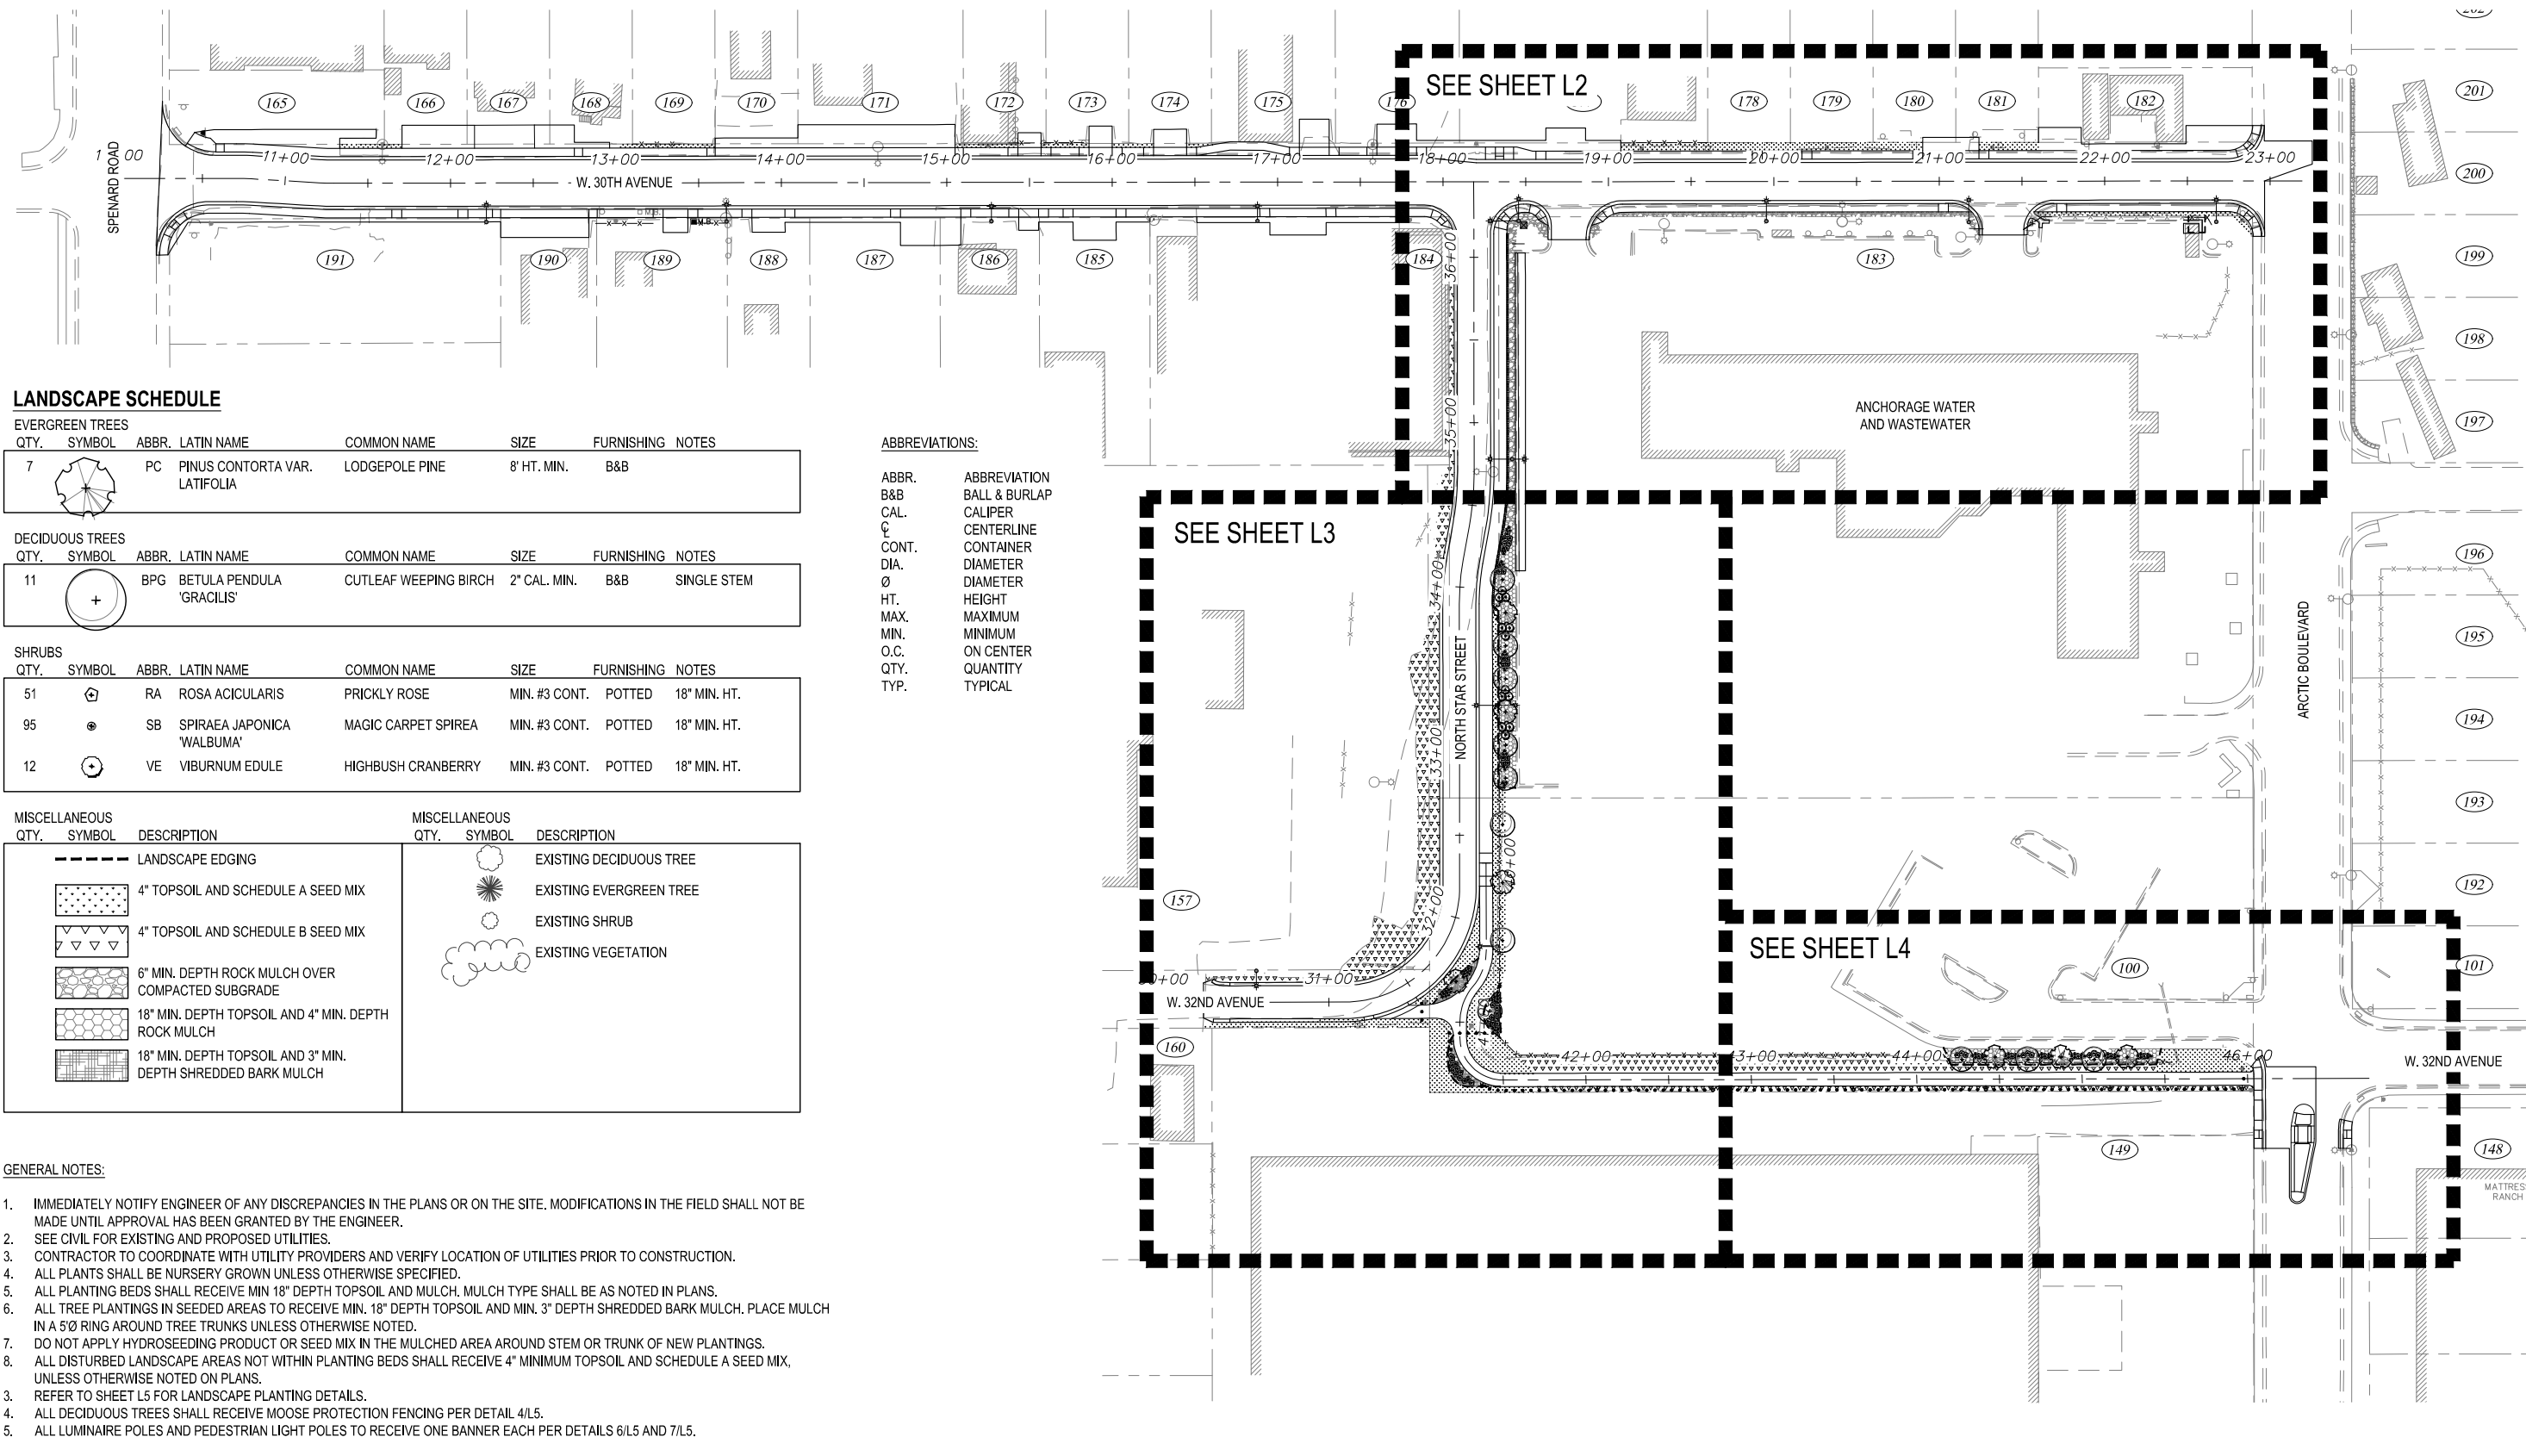 202
SEE SHEET L2
165
166
167
168
169
170
171
172
173
174
175
176
178
179
180
181
182
201
200
199
198
197
196
195
194
193
192
101
SPENARD ROAD
11+00
12+00
13+00
14+00
15+00
16+00
17+00
18+00
19+00
20+00
21+00
22+00
23+00
W. 30TH AVENUE
191
190
189
188
187
186
185
184
183
36+00
35+00
34+00
33+00
32+00
31+00
ANCHORAGE WATER
AND WASTEWATER
SEE SHEET L3
NORTH STAR STREET
ARCTIC BOULEVARD
157
W. 32ND AVENUE
160
SEE SHEET L4
100
42+00
43+00
44+00
46+00
W. 32ND AVENUE
149
148
MATTRES
RANCH
LANDSCAPE SCHEDULE
EVERGREEN TREES
QTY. SYMBOL ABBR. LATIN NAME COMMON NAME SIZE FURNISHING NOTES
7 PC PINUS CONTORTA VAR. LODGEPOLE PINE 8' HT. MIN. B&B
LATIFOLIA
DECIDUOUS TREES
QTY. SYMBOL ABBR. LATIN NAME COMMON NAME SIZE FURNISHING NOTES
11 BPG BETULA PENDULA CUTLEAF WEEPING BIRCH 2" CAL. MIN. B&B SINGLE STEM
'GRACILIS'
SHRUBS
QTY. SYMBOL ABBR. LATIN NAME COMMON NAME SIZE FURNISHING NOTES
51 RA ROSA ACICULARIS PRICKLY ROSE MIN. #3 CONT. POTTED 18" MIN. HT.
95 SB SPIRAEA JAPONICA MAGIC CARPET SPIREA MIN. #3 CONT. POTTED 18" MIN. HT.
'WALBUMA'
12 VE VIBURNUM EDULE HIGHBUSH CRANBERRY MIN. #3 CONT. POTTED 18" MIN. HT.
MISCELLANEOUS
QTY. SYMBOL DESCRIPTION
LANDSCAPE EDGING
4" TOPSOIL AND SCHEDULE A SEED MIX
4" TOPSOIL AND SCHEDULE B SEED MIX
6" MIN. DEPTH ROCK MULCH OVER
COMPACTED SUBGRADE
18" MIN. DEPTH TOPSOIL AND 4" MIN. DEPTH
ROCK MULCH
18" MIN. DEPTH TOPSOIL AND 3" MIN.
DEPTH SHREDDED BARK MULCH
MISCELLANEOUS
QTY. SYMBOL DESCRIPTION
EXISTING DECIDUOUS TREE
EXISTING EVERGREEN TREE
EXISTING SHRUB
EXISTING VEGETATION
ABBREVIATIONS:
ABBR. ABBREVIATION
B&B BALL & BURLAP
CAL. CALIPER
℄ CENTERLINE
CONT. CONTAINER
DIA. DIAMETER
Ø DIAMETER
HT. HEIGHT
MAX. MAXIMUM
MIN. MINIMUM
O.C. ON CENTER
QTY. QUANTITY
TYP. TYPICAL
GENERAL NOTES:
1. IMMEDIATELY NOTIFY ENGINEER OF ANY DISCREPANCIES IN THE PLANS OR ON THE SITE. MODIFICATIONS IN THE FIELD SHALL NOT BE
MADE UNTIL APPROVAL HAS BEEN GRANTED BY THE ENGINEER.
2. SEE CIVIL FOR EXISTING AND PROPOSED UTILITIES.
3. CONTRACTOR TO COORDINATE WITH UTILITY PROVIDERS AND VERIFY LOCATION OF UTILITIES PRIOR TO CONSTRUCTION.
4. ALL PLANTS SHALL BE NURSERY GROWN UNLESS OTHERWISE SPECIFIED.
5. ALL PLANTING BEDS SHALL RECEIVE MIN 18" DEPTH TOPSOIL AND MULCH. MULCH TYPE SHALL BE AS NOTED IN PLANS.
6. ALL TREE PLANTINGS IN SEEDED AREAS TO RECEIVE MIN. 18" DEPTH TOPSOIL AND MIN. 3" DEPTH SHREDDED BARK MULCH. PLACE MULCH
IN A 5'Ø RING AROUND TREE TRUNKS UNLESS OTHERWISE NOTED.
7. DO NOT APPLY HYDROSEEDING PRODUCT OR SEED MIX IN THE MULCHED AREA AROUND STEM OR TRUNK OF NEW PLANTINGS.
8. ALL DISTURBED LANDSCAPE AREAS NOT WITHIN PLANTING BEDS SHALL RECEIVE 4" MINIMUM TOPSOIL AND SCHEDULE A SEED MIX,
UNLESS OTHERWISE NOTED ON PLANS.
3. REFER TO SHEET L5 FOR LANDSCAPE PLANTING DETAILS.
4. ALL DECIDUOUS TREES SHALL RECEIVE MOOSE PROTECTION FENCING PER DETAIL 4/L5.
5. ALL LUMINAIRE POLES AND PEDESTRIAN LIGHT POLES TO RECEIVE ONE BANNER EACH PER DETAILS 6/L5 AND 7/L5.